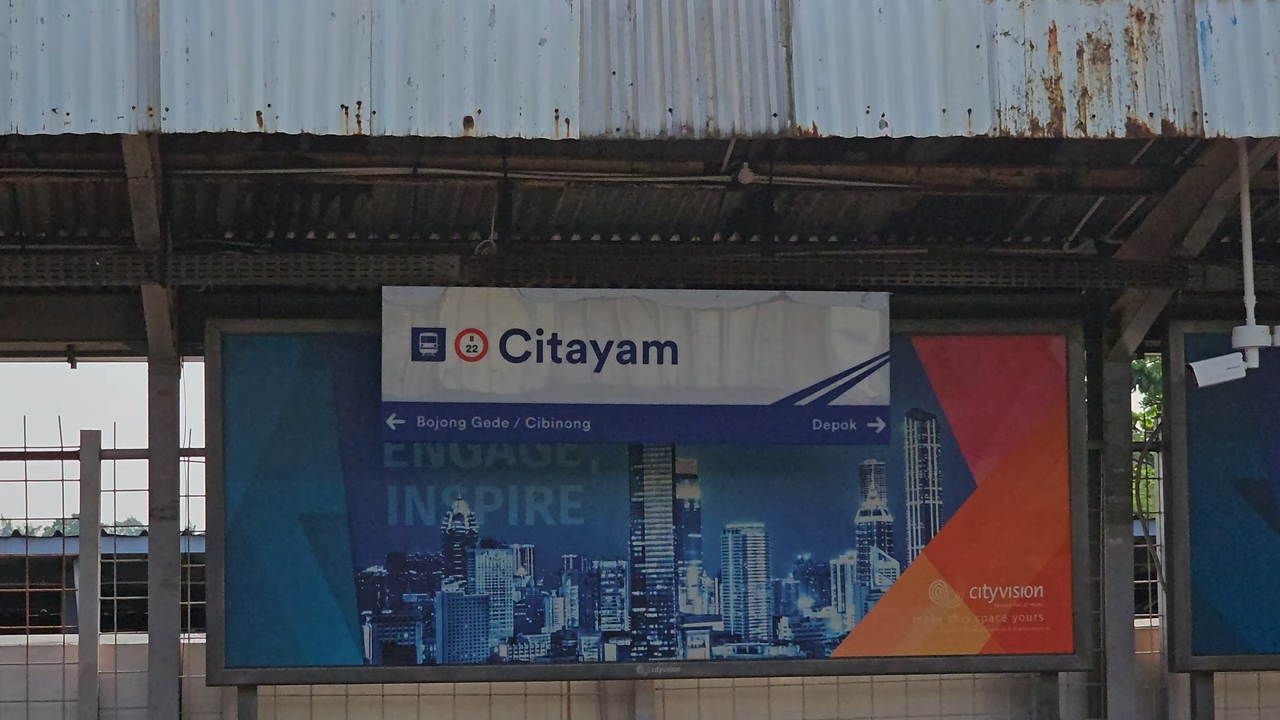 B
22
Citayam
← Bojong Gede / Cibinong
Depok →
ENGAGE,
INSPIRE
cityvision
make this space yours
cityvision